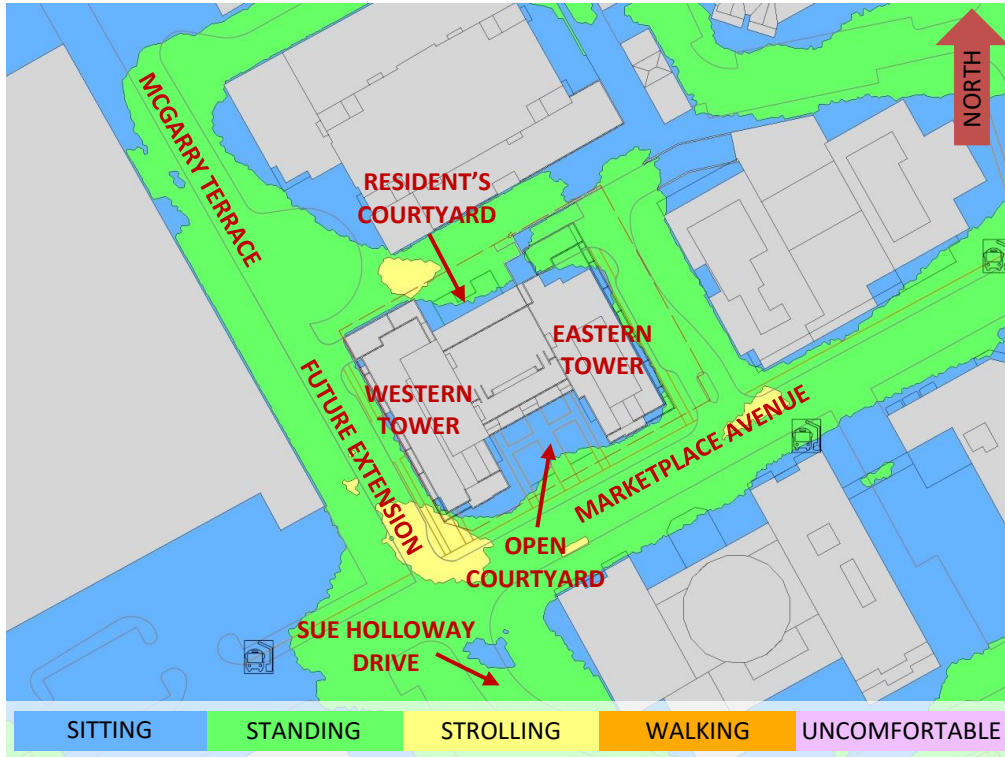 NORTH
MCGARRY TERRACE
RESIDENT'S
COURTYARD
EASTERN
TOWER
WESTERN
TOWER
FUTURE EXTENSION
MARKETPLACE AVENUE
OPEN
COURTYARD
SUE HOLLOWAY
DRIVE
SITTING
STANDING
STROLLING
WALKING
UNCOMFORTABLE